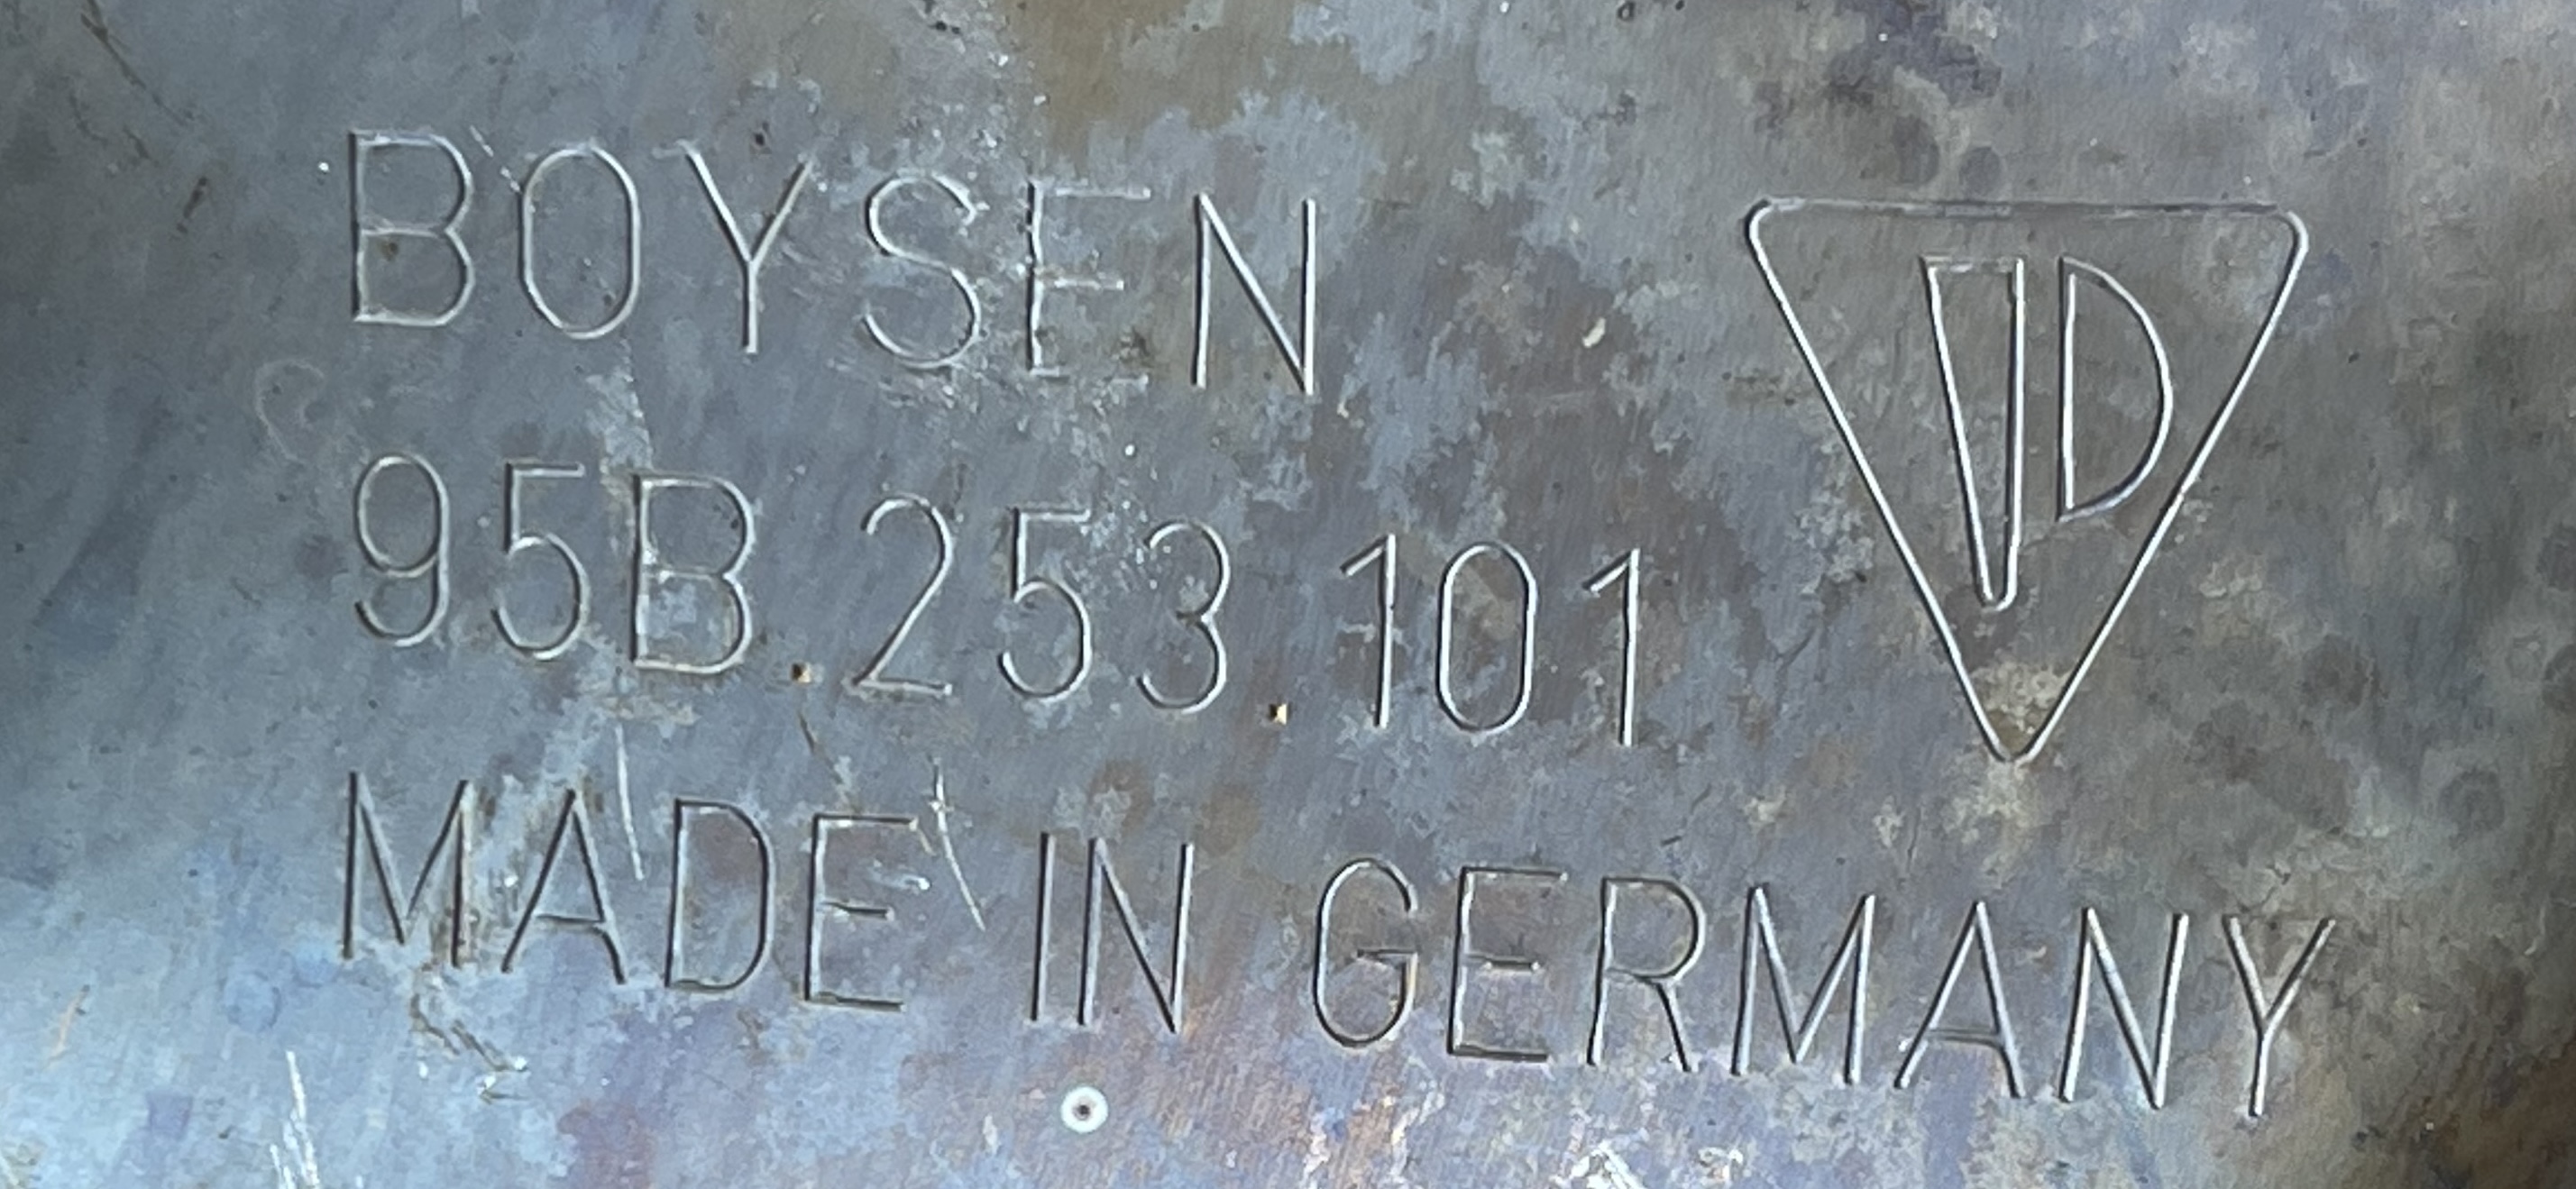 BOYSEN
95B.253.101
MADE IN GERMANY